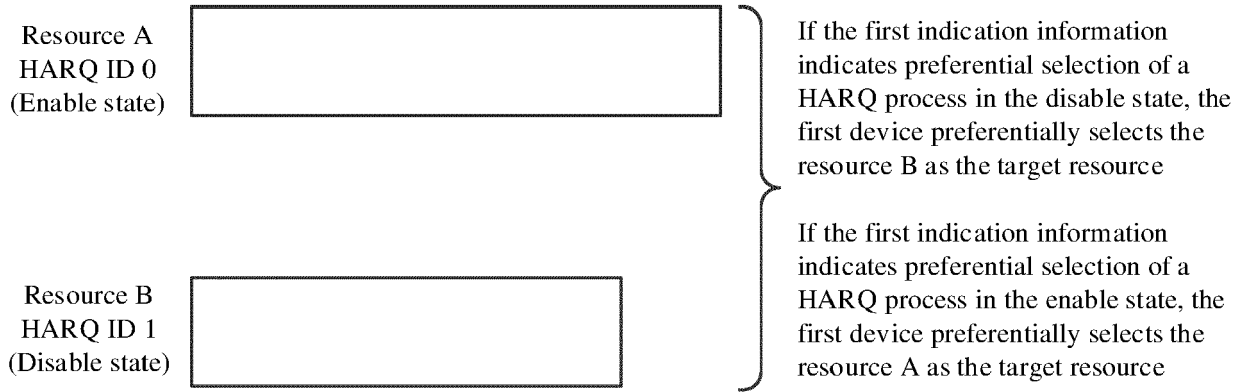 Resource A
HARQ ID 0
(Enable state)
If the first indication information
indicates preferential selection of a
HARQ process in the disable state, the
first device preferentially selects the
resource B as the target resource
Resource B
HARQ ID 1
(Disable state)
If the first indication information
indicates preferential selection of a
HARQ process in the enable state, the
first device preferentially selects the
resource A as the target resource